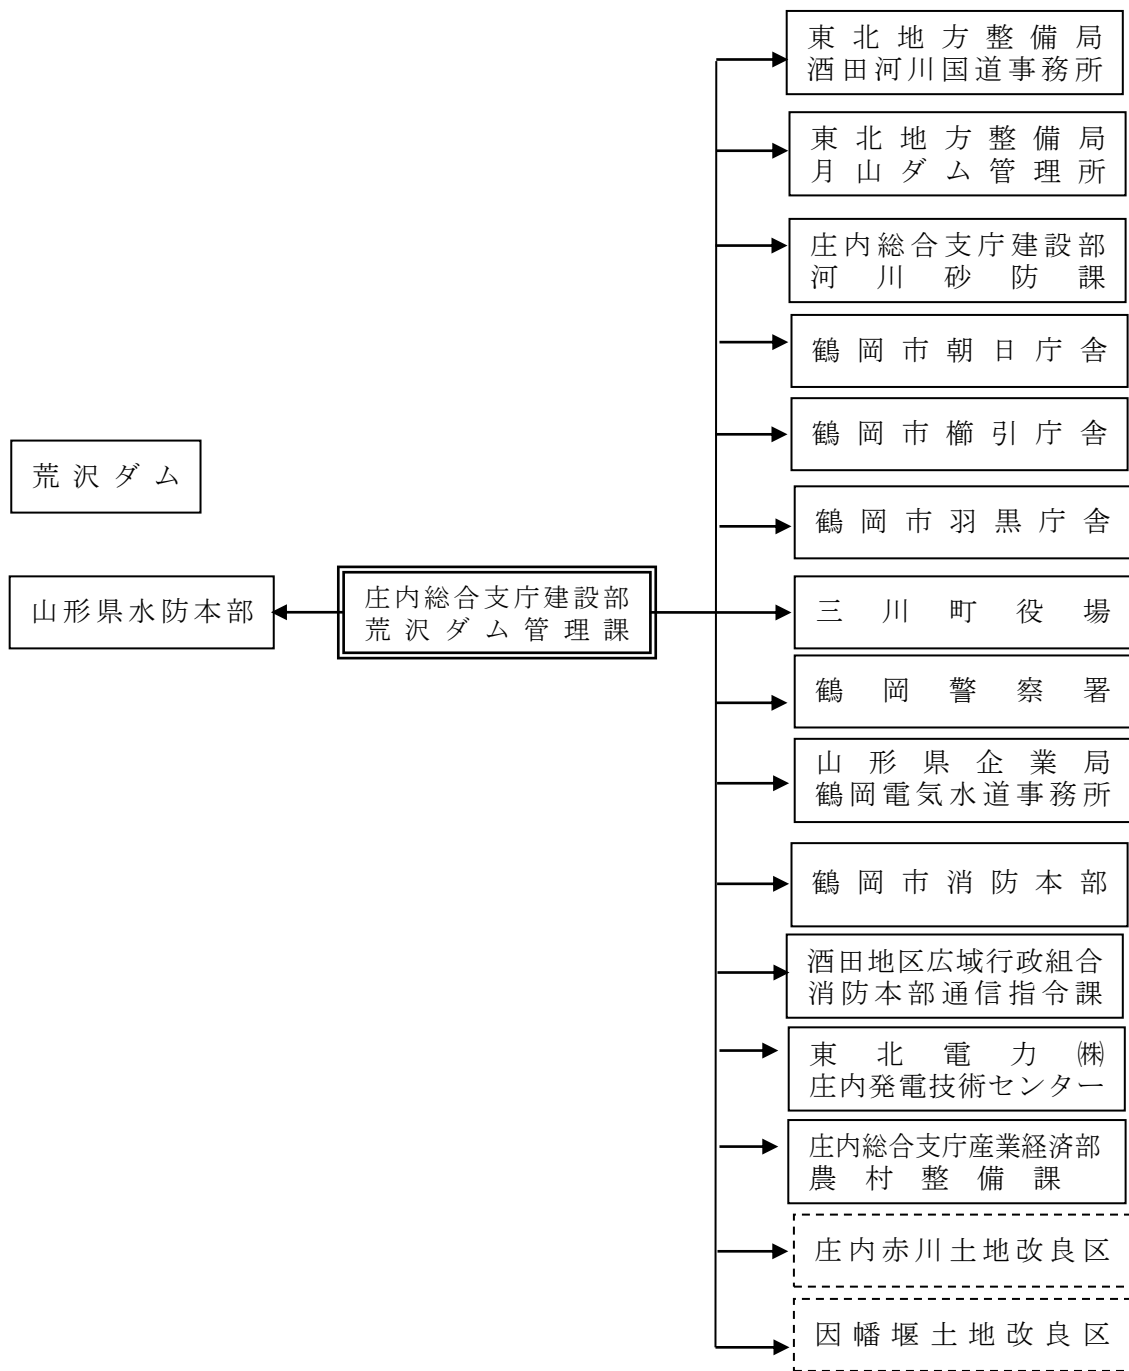 荒沢ダム
山形県水防本部
庄内総合支庁建設部
荒沢ダム管理課
東北地方整備局
酒田河川国道事務所
東北地方整備局
月山ダム管理所
庄内総合支庁建設部
河川砂防課
鶴岡市朝日庁舎
鶴岡市櫛引庁舎
鶴岡市羽黒庁舎
三川町役場
鶴岡警察署
山形県企業局
鶴岡電気水道事務所
鶴岡市消防本部
酒田地区広域行政組合
消防本部通信指令課
東北電力㈱
庄内発電技術センター
庄内総合支庁産業経済部
農村整備課
庄内赤川土地改良区
因幡堰土地改良区